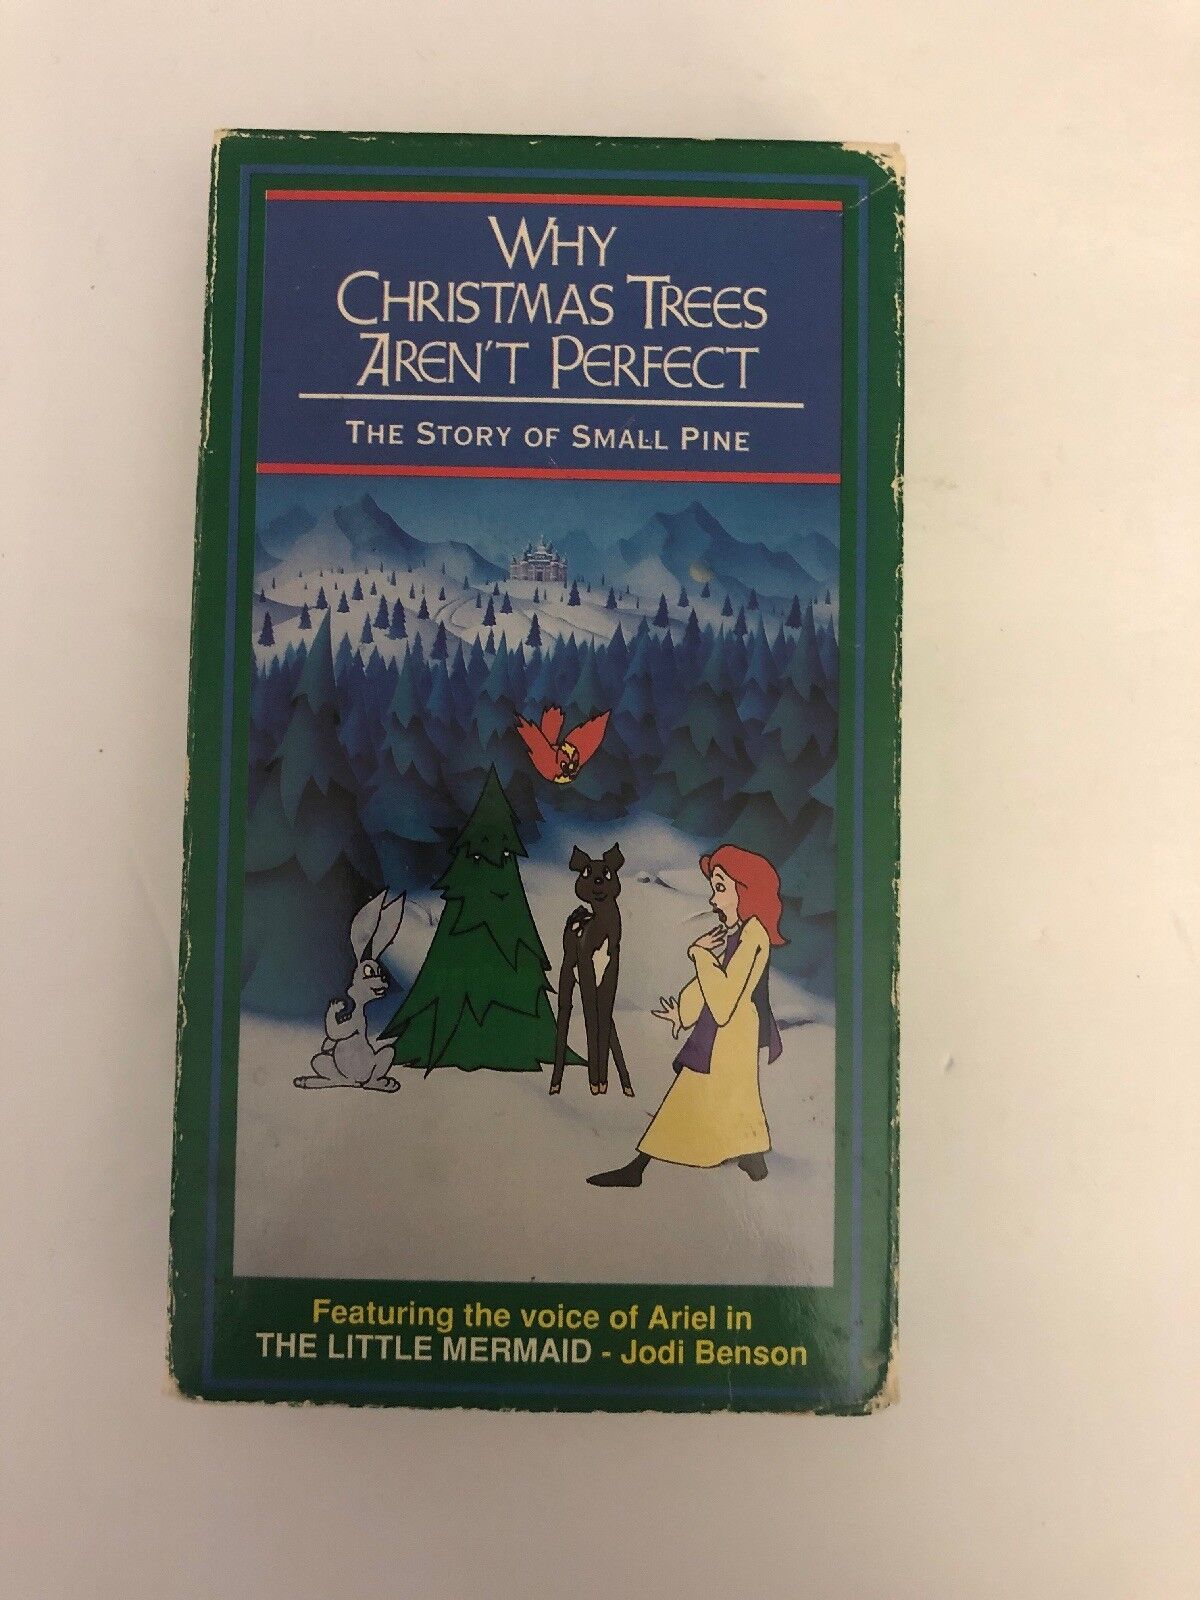 WHY
CHRISTMAS TREES
AREN'T PERFECT
THE STORY OF SMALL PINE
Featuring the voice of Ariel in
THE LITTLE MERMAID - Jodi Benson